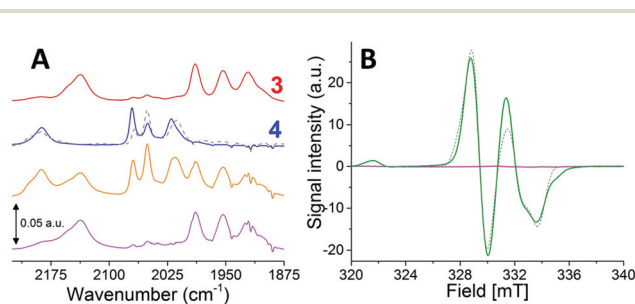 A
3
4
0.05 a.u.
2175 2100 2025 1950 1875
Wavenumber (cm⁻¹)
B
Signal intensity (a.u.)
20
10
0
-10
-20
320 324 328 332 336 340
Field [mT]